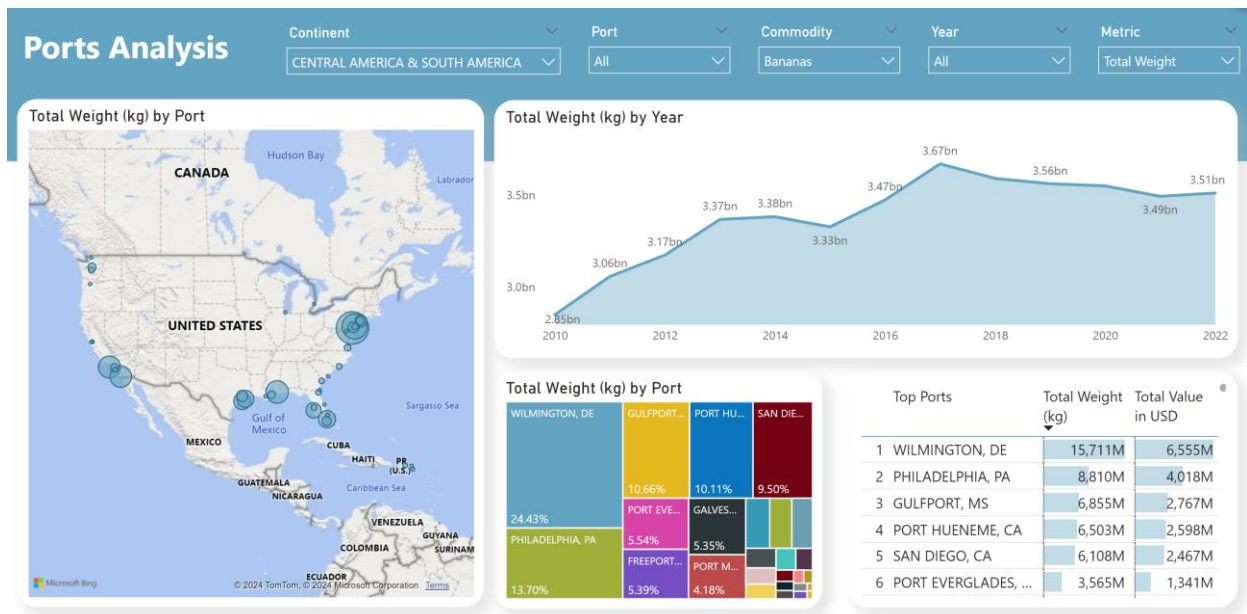 Ports Analysis
Continent
CENTRAL AMERICA & SOUTH AMERICA
Port
All
Commodity
Bananas
Year
All
Metric
Total Weight
Total Weight (kg) by Port
Hudson Bay
CANADA
Labrador
UNITED STATES
Sargasso Sea
Gulf of
Mexico
MEXICO
CUBA
HAITI
PR
(U.S.)
GUATEMALA
Caribbean Sea
NICARAGUA
VENEZUELA
GUYANA
COLOMBIA
SURINAM
ECUADOR
Microsoft Bing
© 2024 TomTom, © 2024 Microsoft Corporation Terms
Total Weight (kg) by Year
3.5bn
3.0bn
2.85bn
3.06bn
3.17bn
3.37bn
3.38bn
3.33bn
3.47bn
3.67bn
3.56bn
3.49bn
3.51bn
2010
2012
2014
2016
2018
2020
2022
Total Weight (kg) by Port
WILMINGTON, DE
24.43%
PHILADELPHIA, PA
13.70%
GULFPORT...
10.66%
PORT HU...
10.11%
SAN DIE...
9.50%
PORT EVE...
5.54%
GALVES...
5.35%
FREEPORT...
5.39%
PORT M...
4.18%
Top Ports Total Weight (kg) Total Value in USD
1 WILMINGTON, DE 15,711M 6,555M
2 PHILADELPHIA, PA 8,810M 4,018M
3 GULFPORT, MS 6,855M 2,767M
4 PORT HUENEME, CA 6,503M 2,598M
5 SAN DIEGO, CA 6,108M 2,467M
6 PORT EVERGLADES, ... 3,565M 1,341M